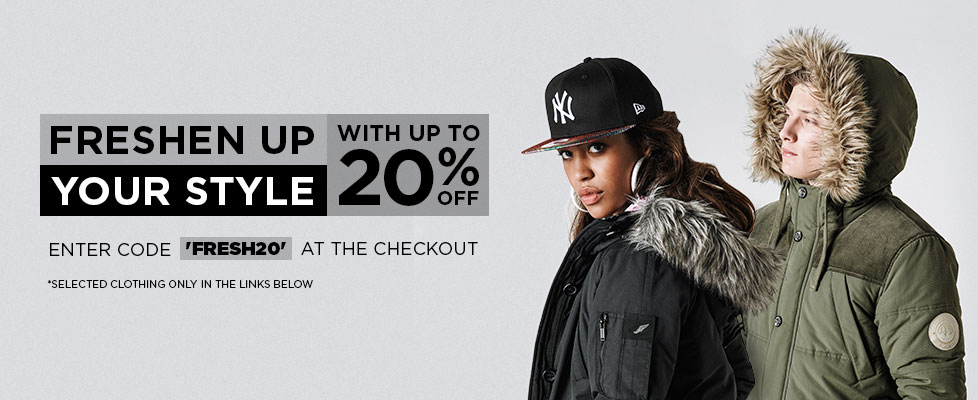 FRESHEN UP
YOUR STYLE
WITH UP TO
20% OFF
ENTER CODE 'FRESH20' AT THE CHECKOUT
*SELECTED CLOTHING ONLY IN THE LINKS BELOW
NY